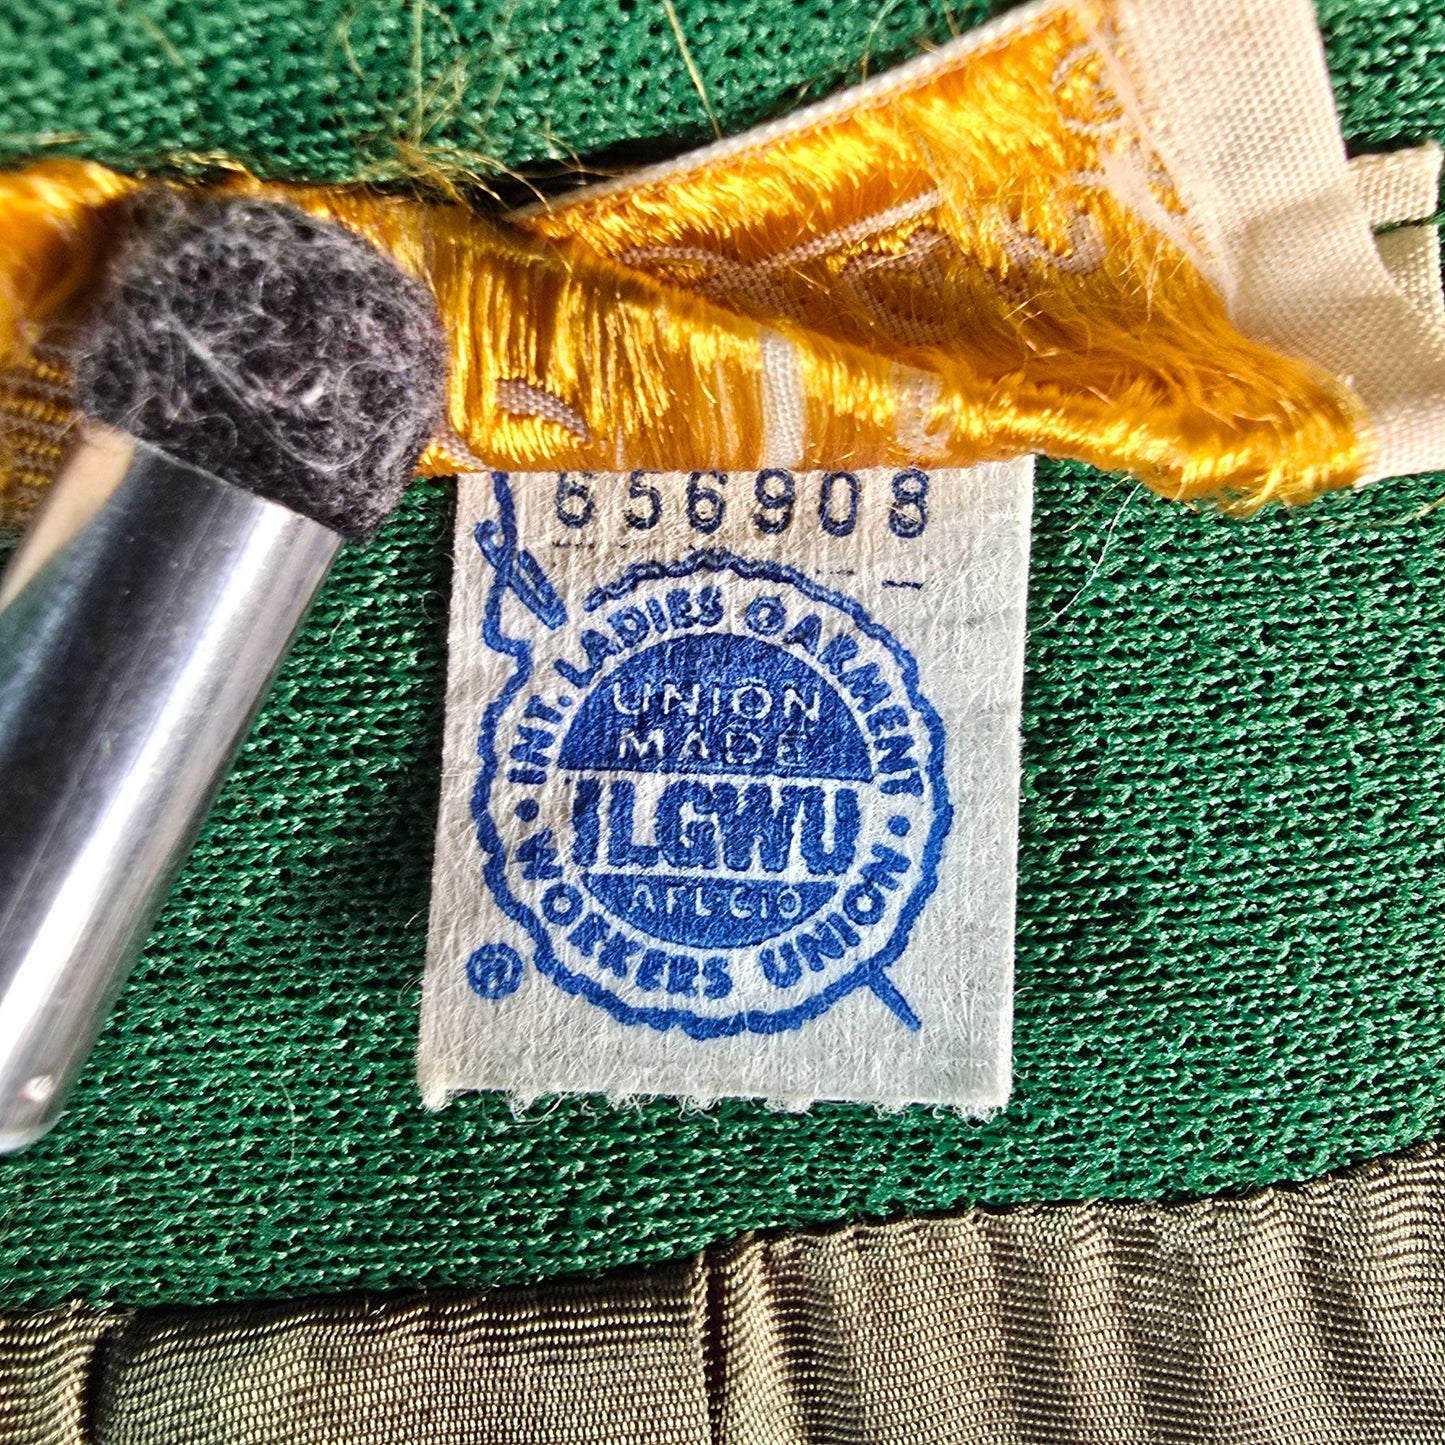 656908
INT. LADIES GARMENT
UNION
MADE
ILGWU
AFL CIO
• WORKERS UNION •
®